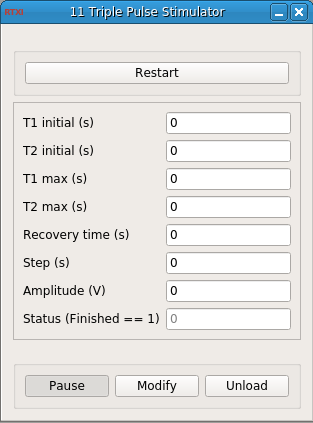 RTXI 11 Triple Pulse Stimulator
Restart
T1 initial (s) 0
T2 initial (s) 0
T1 max (s) 0
T2 max (s) 0
Recovery time (s) 0
Step (s) 0
Amplitude (V) 0
Status (Finished == 1) 0
Pause Modify Unload